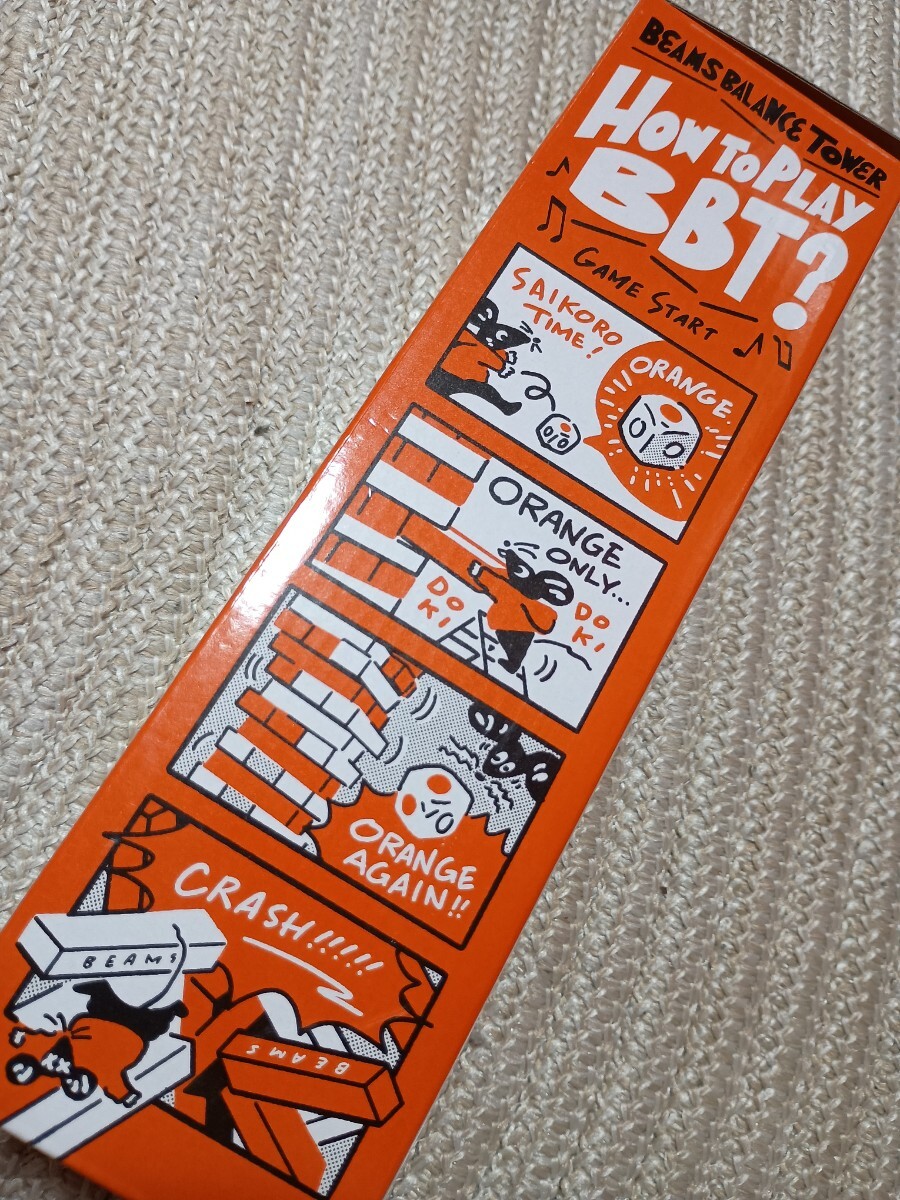 BEAMS BALANCE TOWER
HOW TO PLAY
BBT?
GAME START
SAIKORO
TIME!
ORANGE
ORANGE
ONLY...
DO
KI
DO
KI
ORANGE
AGAIN!!
CRASH!!!!!!
BEAMS
BEAMS